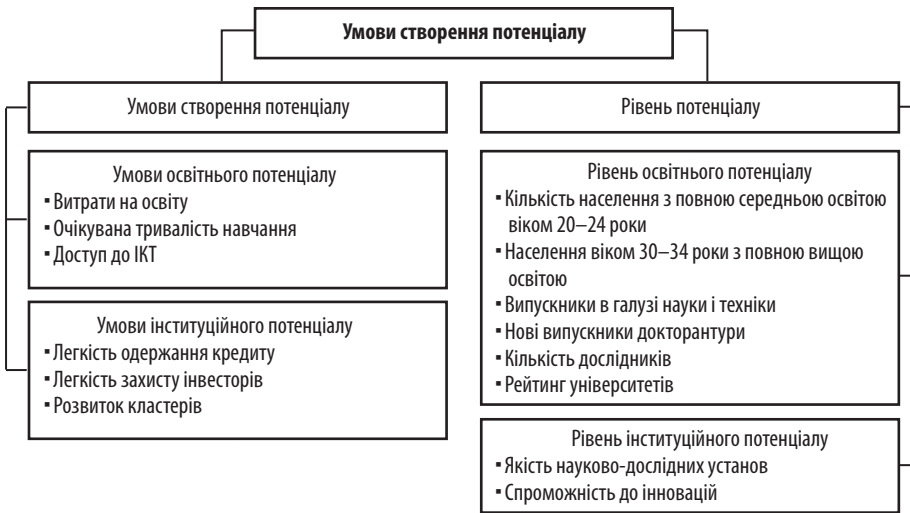 Умови створення потенціалу
Умови створення потенціалу
Умови освітнього потенціалу
▪ Витрати на освіту
▪ Очікувана тривалість навчання
▪ Доступ до ІКТ
Умови інституційного потенціалу
▪ Легкість одержання кредиту
▪ Легкість захисту інвесторів
▪ Розвиток кластерів
Рівень потенціалу
Рівень освітнього потенціалу
▪ Кількість населення з повною середньою освітою
віком 20–24 роки
▪ Населення віком 30–34 роки з повною вищою
освітою
▪ Випускники в галузі науки і техніки
▪ Нові випускники докторантури
▪ Кількість дослідників
▪ Рейтинг університетів
Рівень інституційного потенціалу
▪ Якість науково-дослідних установ
▪ Спроможність до інновацій